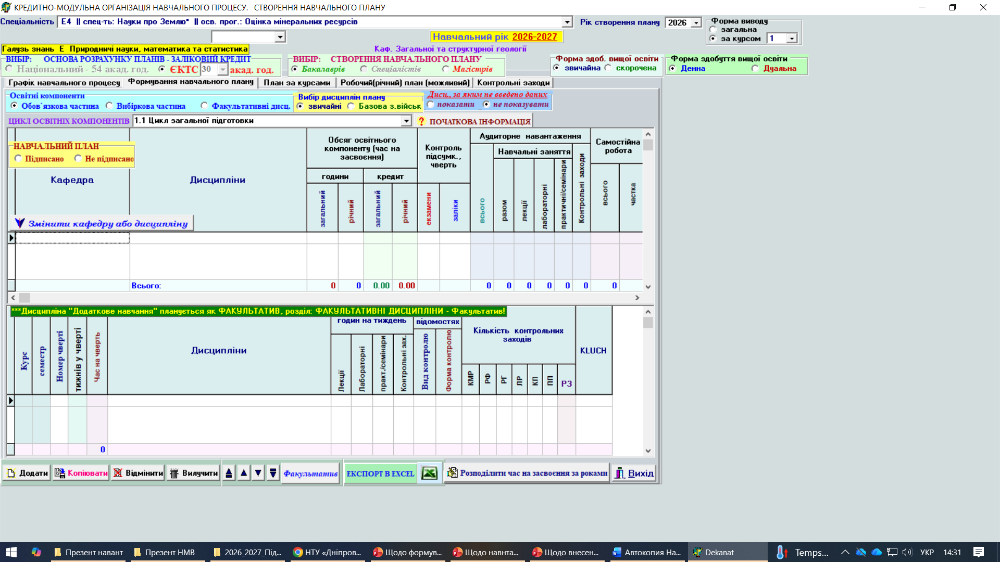 КРЕДИТНО-МОДУЛЬНА ОРГАНІЗАЦІЯ НАВЧАЛЬНОГО ПРОЦЕСУ.   СТВОРЕННЯ НАВЧАЛЬНОГО ПЛАНУ
Спеціальність
E4  || спец-ть: Науки про Землю*  || осв. прог.: Оцінка мінеральних ресурсів
Рік створення плану
2026
Форма виводу
загальна
за курсом
1
Навчальний рік 2026-2027
Галузь знань  E  Природничі науки, математика та статистика
Каф. Загальної та структурної геології
ВИБІР:  ОСНОВА РОЗРАХУНКУ ПЛАНІВ - ЗАЛІКОВИЙ КРЕДИТ
Національний - 54 акад. год.
ЄКТС
30
акад. год.
ВИБІР:  СТВОРЕННЯ НАВЧАЛЬНОГО ПЛАНУ
Бакалаврів
Спеціалістів
Магістрів
Форма здоб. вищої освіти
звичайна
скорочена
Форма здобуття вищої освіти
Денна
Дуальна
Графік навчального процесу
Формування навчального плану
План за курсами
Робочий(річний) план (можливий)
Контрольні заходи
Освітні компоненти
Обов`язкова частина
Вибіркова частина
Факультативні дисц.
Вибір дисциплін плану
звичайні
Базова з.військ
Дисц., за яким не введено даних
показати
не показувати
ЦИКЛ ОСВІТНІХ КОМПОНЕНТІВ
1.1 Цикл загальної підготовки
? ПОЧАТКОВА ІНФОРМАЦІЯ
НАВЧАЛЬНИЙ ПЛАН
Підписано
Не підписано
Кафедра
Дисципліни
Змінити кафедру або дисципліну
Обсяг освітнього
компоненту (час на
засвоєння)
години
кредит
загальний
річний
загальний
річний
Контроль
підсумк.,
чверть
екзамени
заліки
Аудиторне  навантаження
всього
Навчальні заняття
разом
лекції
лабораторні
практичні/семінари
Контрольні  заходи
Самостійна
робота
всього
частка
Всього:
0
0
0.00
0.00
0
0
0
0
0
0
0
***Дисципліна "Додаткове навчання" планується як ФАКУЛЬТАТИВ, розділ: ФАКУЛЬТАТИВНІ ДИСЦИПЛІНИ - Факультатив!
Курс
семестр
Номер чверті
тижнів у чверті
Час на чверть
Дисципліни
годин на тиждень
Лекції
Лабораторні
практ./семінари
Контрольні зах.
відомостях
Вид контролю
Форма контролю
Кількість  контрольних
заходів
КМР
РФ
РГ
ЛР
КП
ПП
РЗ
KLUCH
0
Додати
Копіювати
Відмінити
Вилучити
Факультатив
ЕКСПОРТ В EXCEL
Розподілити час на засвоєння за роками
Вихід
Презент навант
Презент НМВ
2026_2027_Під...
НТУ «Дніпров...
Щодо формув...
Щодо навнта...
Щодо внесен...
Автокопия На...
Dekanat
Temps...
УКР
14:31